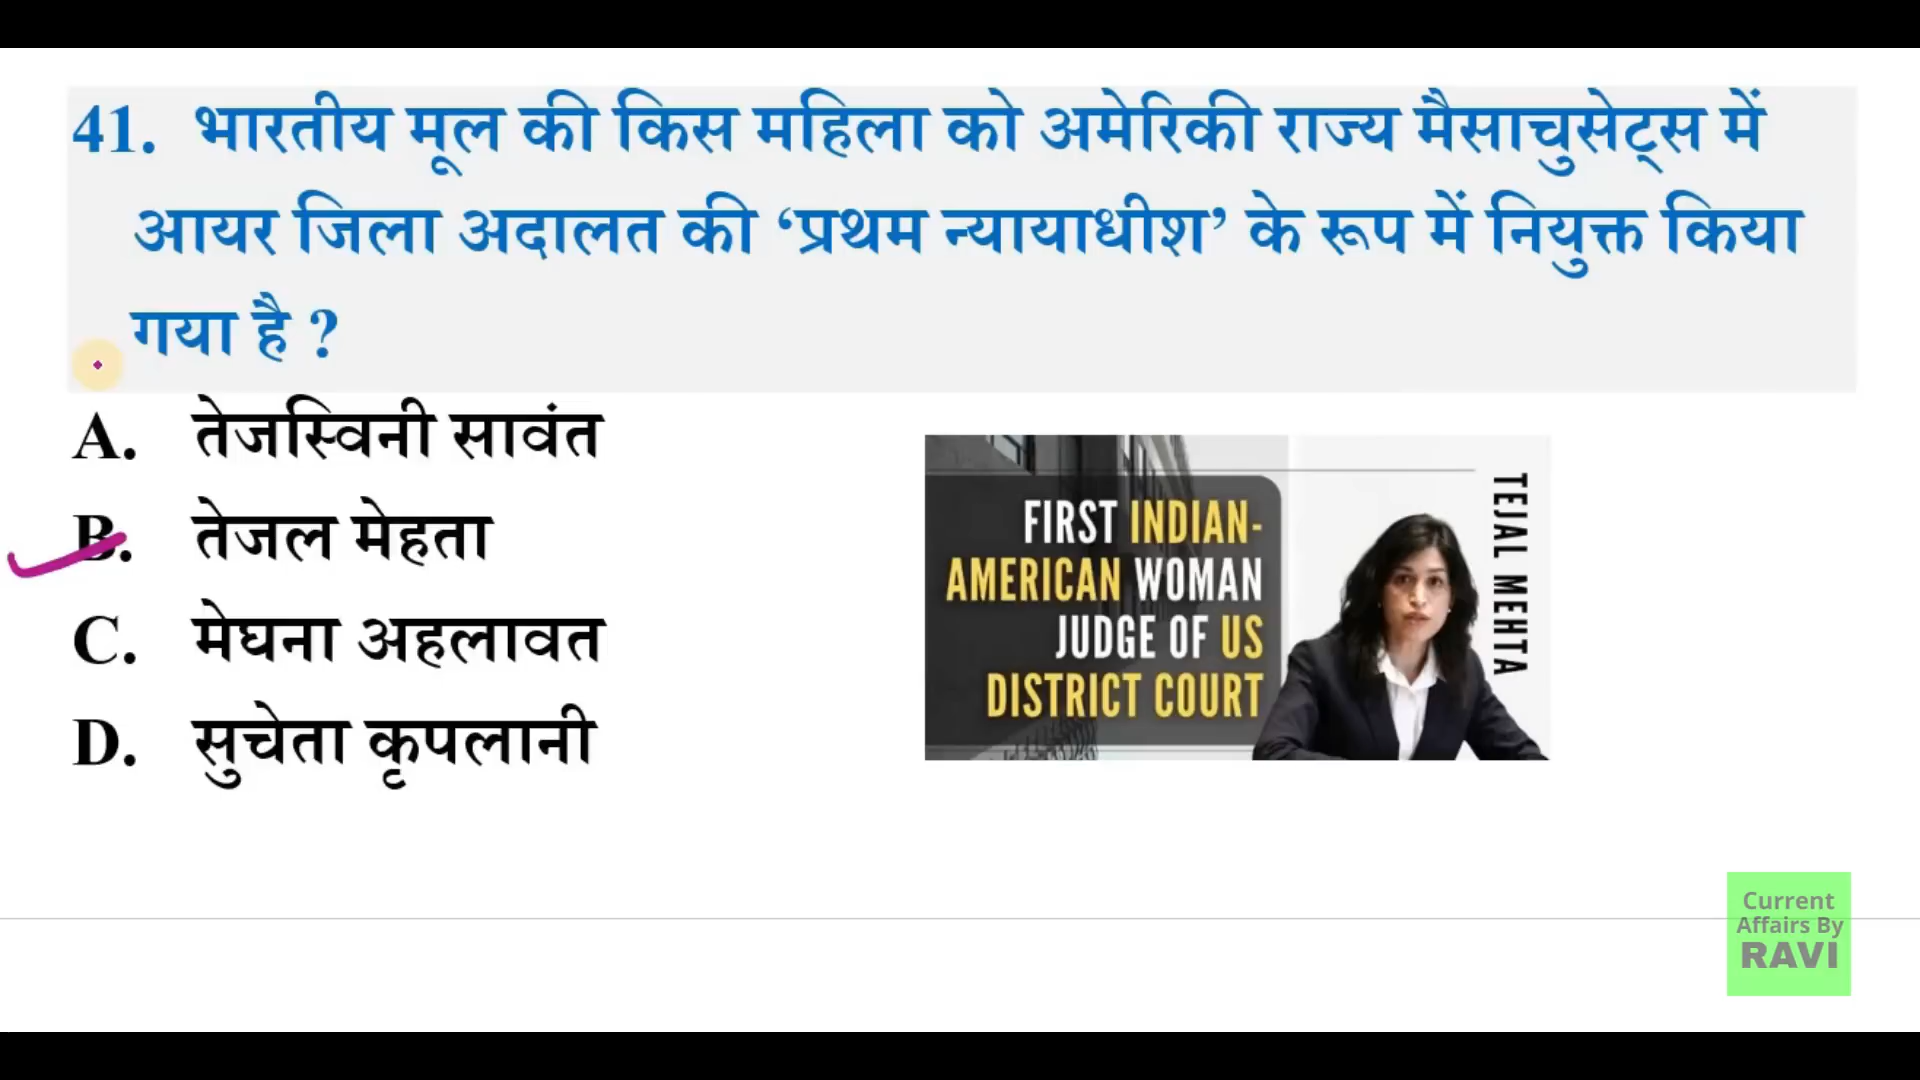 41. भारतीय मूल की किस महिला को अमेरिकी राज्य मैसाचुसेट्स में
आयर जिला अदालत की ‘प्रथम न्यायाधीश’ के रूप में नियुक्त किया
गया है ?
A. तेजस्विनी सावंत
B. तेजल मेहता
C. मेघना अहलावत
D. सुचेता कृपलानी
FIRST INDIAN-
AMERICAN WOMAN
JUDGE OF US
DISTRICT COURT
TEJAL MEHTA
Current
Affairs By
RAVI